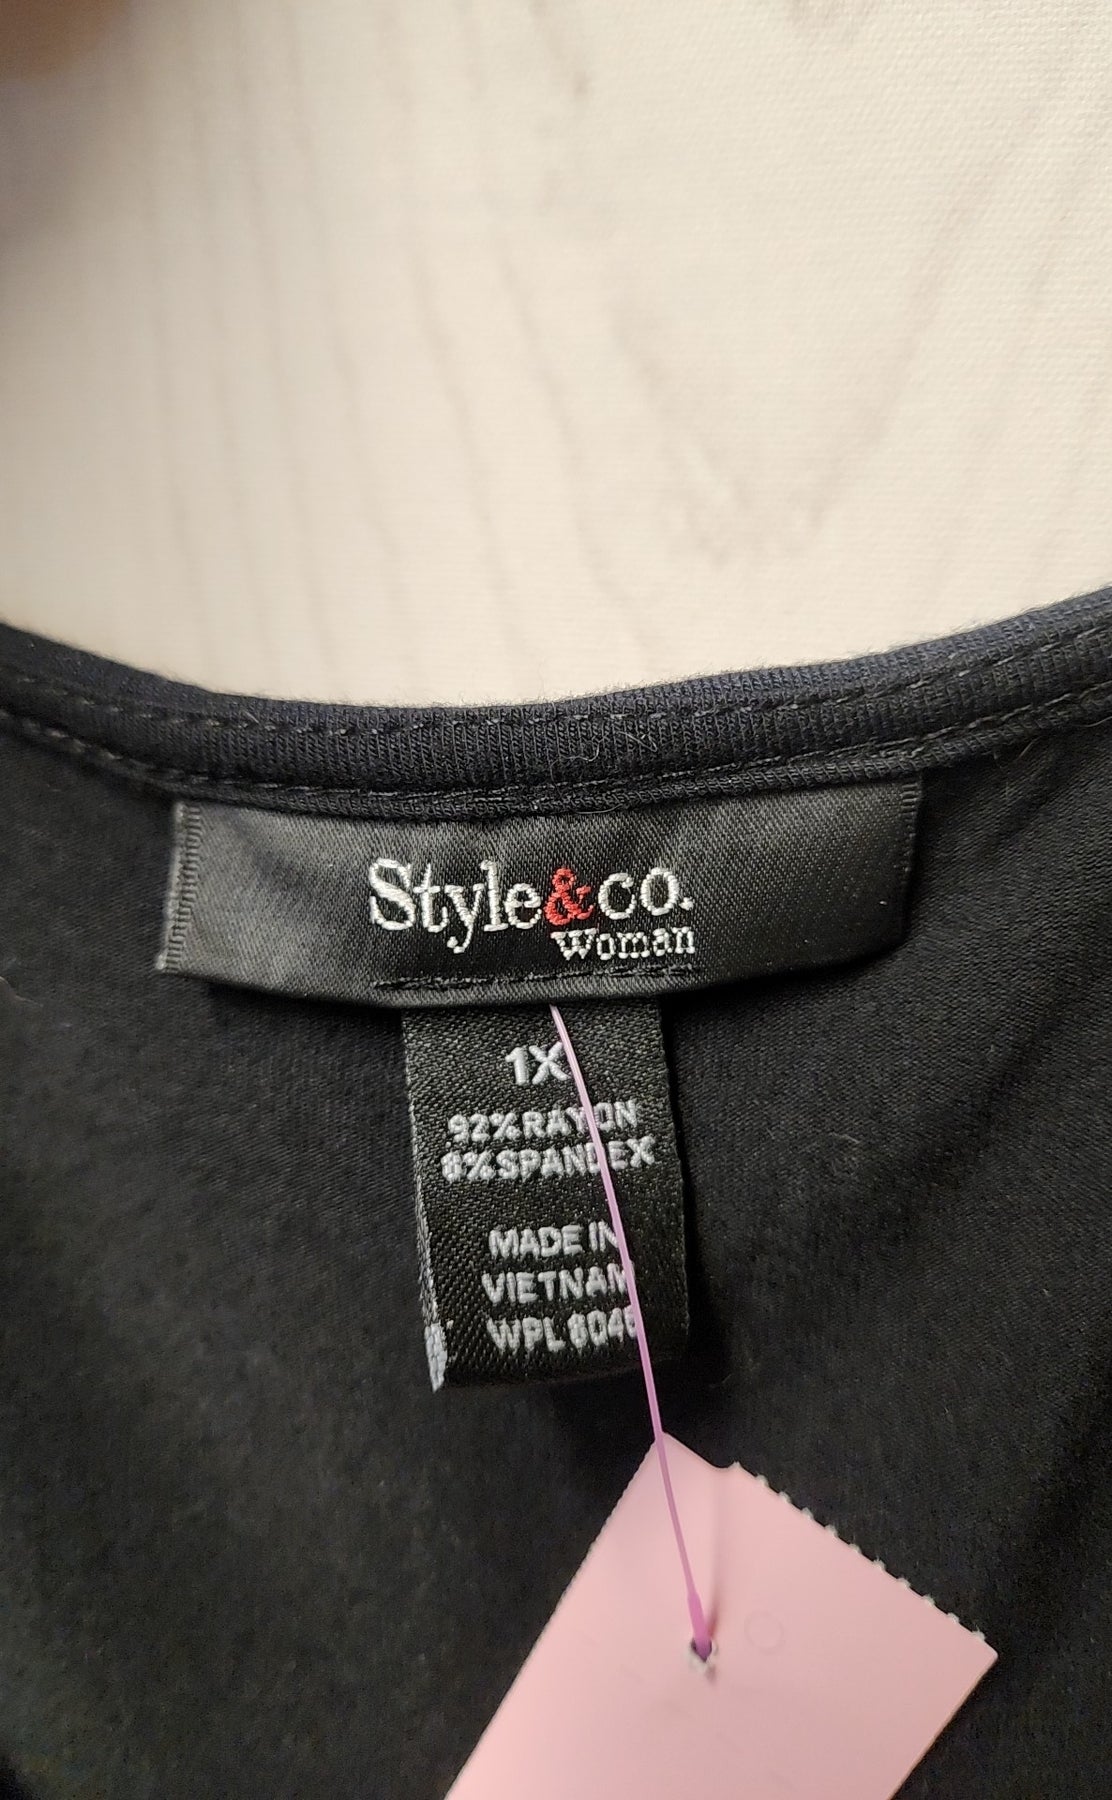 Style&co.
Woman
1X
92% RAYON
8% SPANDEX
MADE IN
VIETNAM
WPL